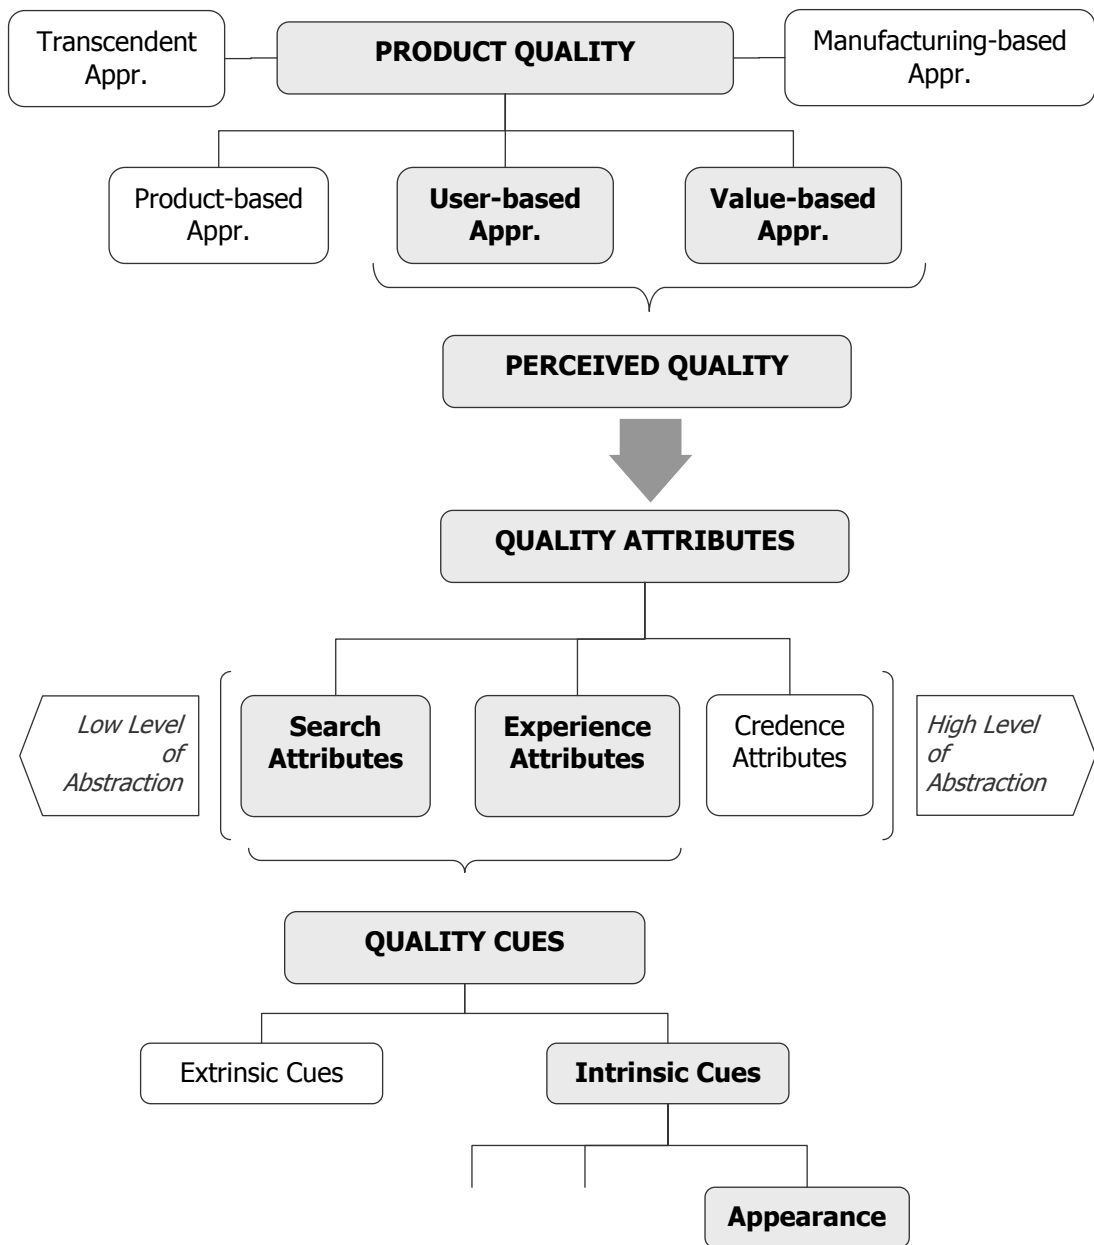 Transcendent
Appr.
PRODUCT QUALITY
Manufacturıing-based
Appr.
Product-based
Appr.
User-based
Appr.
Value-based
Appr.
PERCEIVED QUALITY
QUALITY ATTRIBUTES
Low Level
of
Abstraction
Search
Attributes
Experience
Attributes
Credence
Attributes
High Level
of
Abstraction
QUALITY CUES
Extrinsic Cues
Intrinsic Cues
Appearance